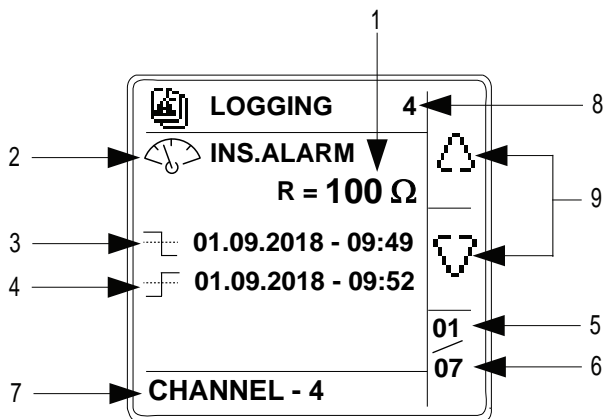 1
LOGGING 4
8
2
INS.ALARM
R = 100 Ω
9
3
01.09.2018 - 09:49
4
01.09.2018 - 09:52
01
5
07
6
7
CHANNEL - 4